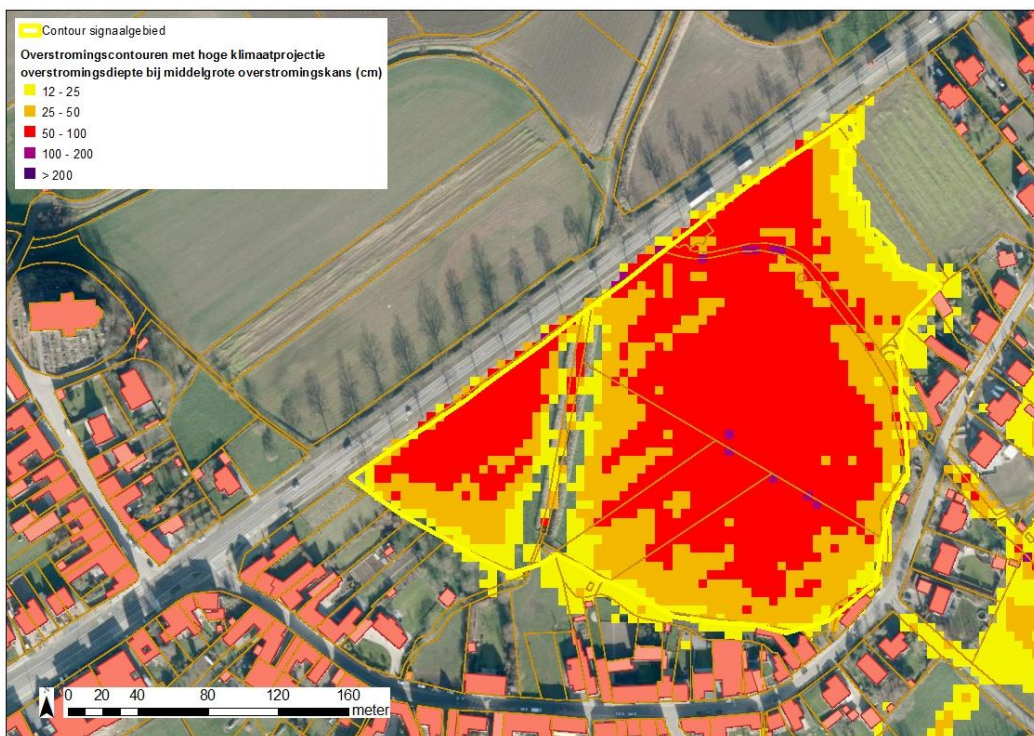 Contour signaalgebied
Overstromingscontouren met hoge klimaatprojectie
overstromingsdiepte bij middelgrote overstromingskans (cm)
12 - 25
25 - 50
50 - 100
100 - 200
> 200
0 20 40 80 120 160
meter